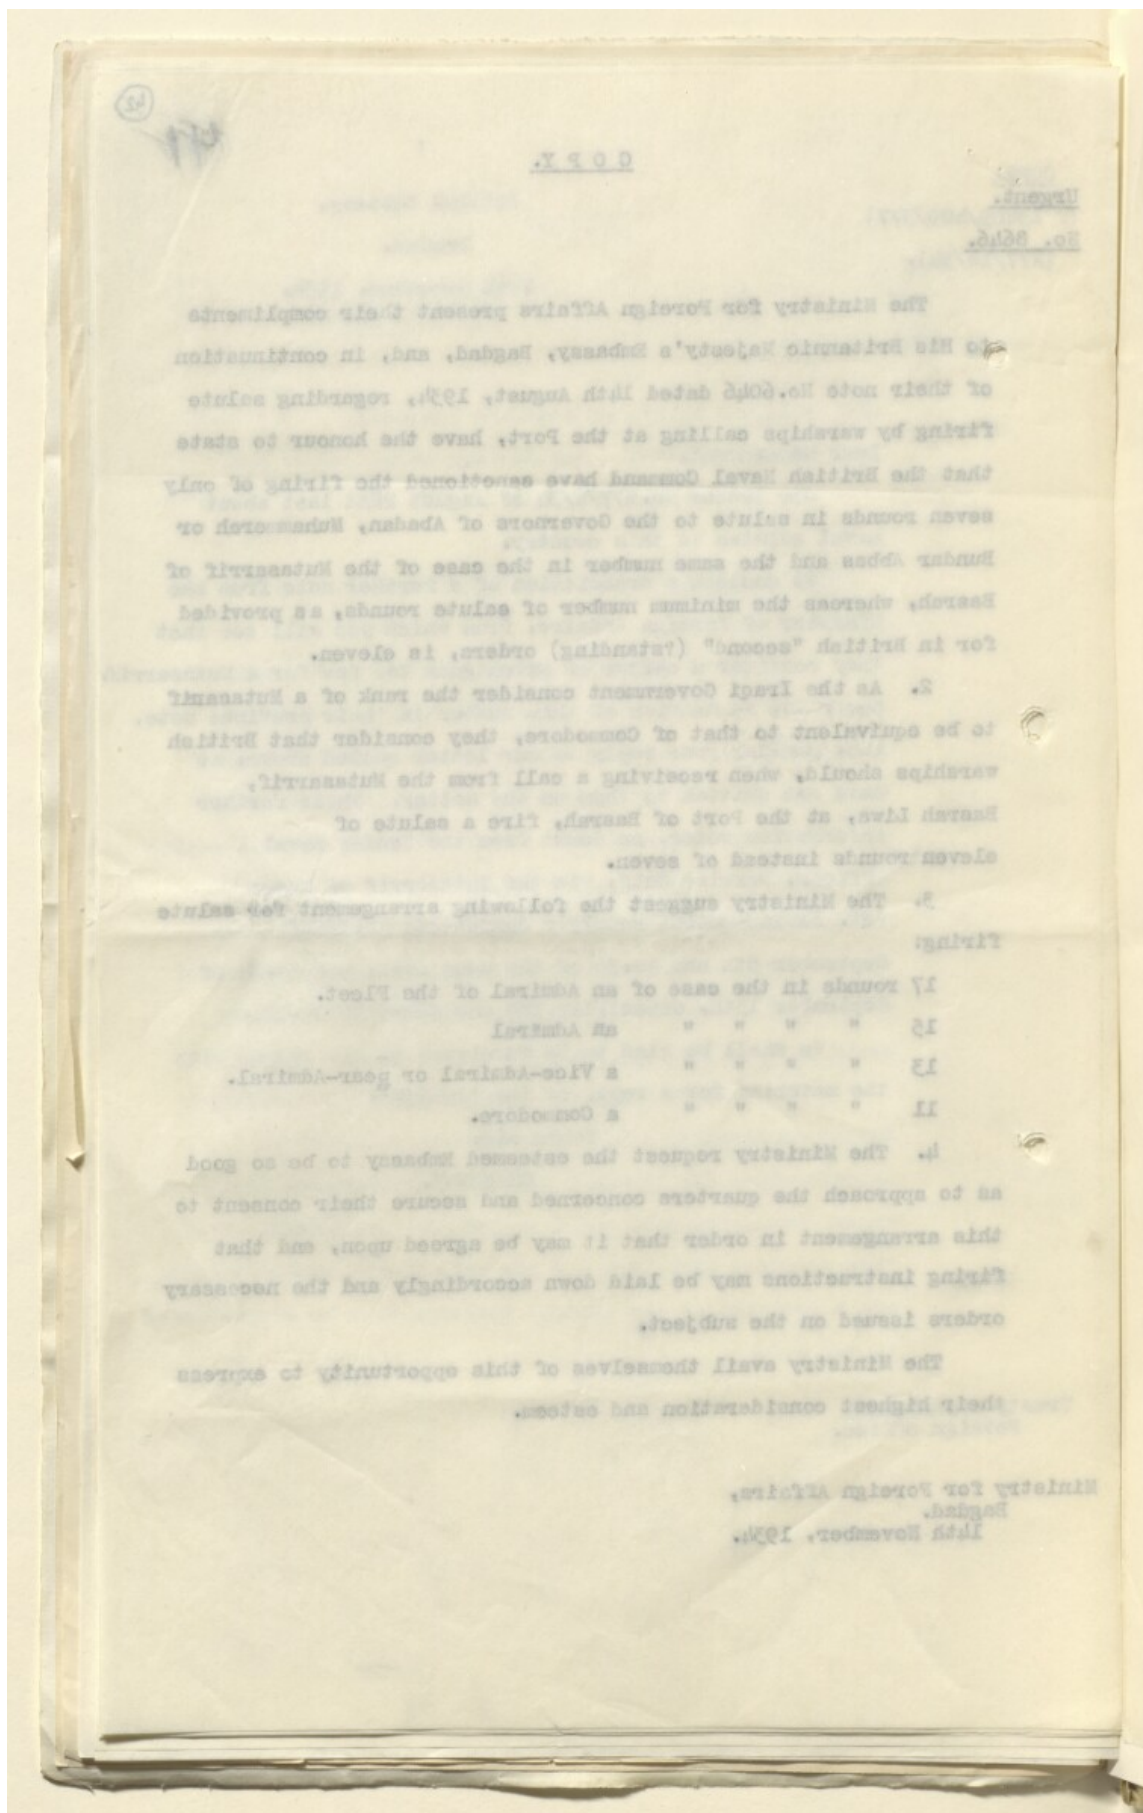 42
C O P Y.
Urgent.
No. 8646.
The Ministry for Foreign Affairs present their compliments
to His Britannic Majesty's Embassy, Bagdad, and, in continuation
of their note No.6046 dated 14th August, 1934, regarding salute
firing by warships calling at the Port, have the honour to state
that the British Naval Command have sanctioned the firing of only
seven rounds in salute to the Governors of Abadan, Muhammorah or
Bundar Abbas and the same number in the case of the Mutasarrif of
Basrah, whereas the minimum number of salute rounds, as provided
for in British "second" (?standing) orders, is eleven.
2. As the Iraqi Government consider the rank of a Mutasarrif
to be equivalent to that of Commodore, they consider that British
warships should, when receiving a call from the Mutasarrif,
Basrah Liwa, at the Port of Basrah, fire a salute of
eleven rounds instead of seven.
3. The Ministry suggest the following arrangement for salute
firing:
17 rounds in the case of an Admiral of the Fleet.
15 " " " " an Admiral
13 " " " " a Vice-Admiral or Rear-Admiral.
11 " " " " a Commodore.
4. The Ministry request the esteemed Embassy to be so good
as to approach the quarters concerned and secure their consent to
this arrangement in order that it may be agreed upon, and that
firing instructions may be laid down accordingly and the necessary
orders issued on the subject.
The Ministry avail themselves of this opportunity to express
their highest consideration and esteem.
Ministry for Foreign Affairs,
Bagdad.
14th November, 1934.